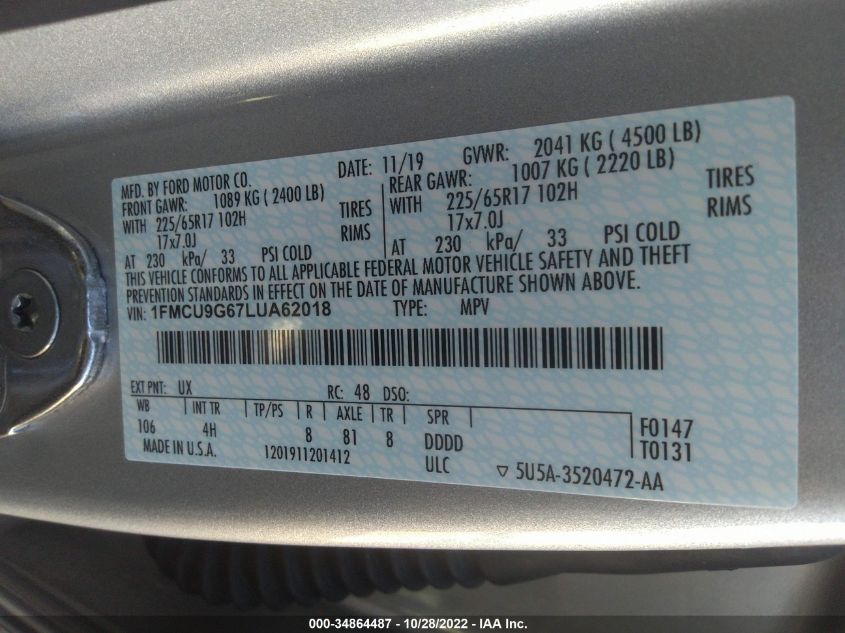 MFD. BY FORD MOTOR CO. DATE: 11/19 GVWR: 2041 KG ( 4500 LB)
FRONT GAWR: 1089 KG ( 2400 LB) REAR GAWR: 1007 KG ( 2220 LB)
WITH 225/65R17 102H TIRES WITH 225/65R17 102H TIRES
17x7.0J RIMS 17x7.0J RIMS
AT 230 kPa/ 33 PSI COLD AT 230 kPa/ 33 PSI COLD
THIS VEHICLE CONFORMS TO ALL APPLICABLE FEDERAL MOTOR VEHICLE SAFETY AND THEFT
PREVENTION STANDARDS IN EFFECT ON THE DATE OF MANUFACTURE SHOWN ABOVE.
VIN: 1FMCU9G67LUA62018 TYPE: MPV
EXT PNT: UX RC: 48 DSO:
WB INT TR TP/PS R AXLE TR SPR
106 4H 8 81 8 DDDD F0147
MADE IN U.S.A. 1201911201412 ULC T0131
5U5A-3520472-AA
000-34864487 - 10/28/2022 - IAA Inc.